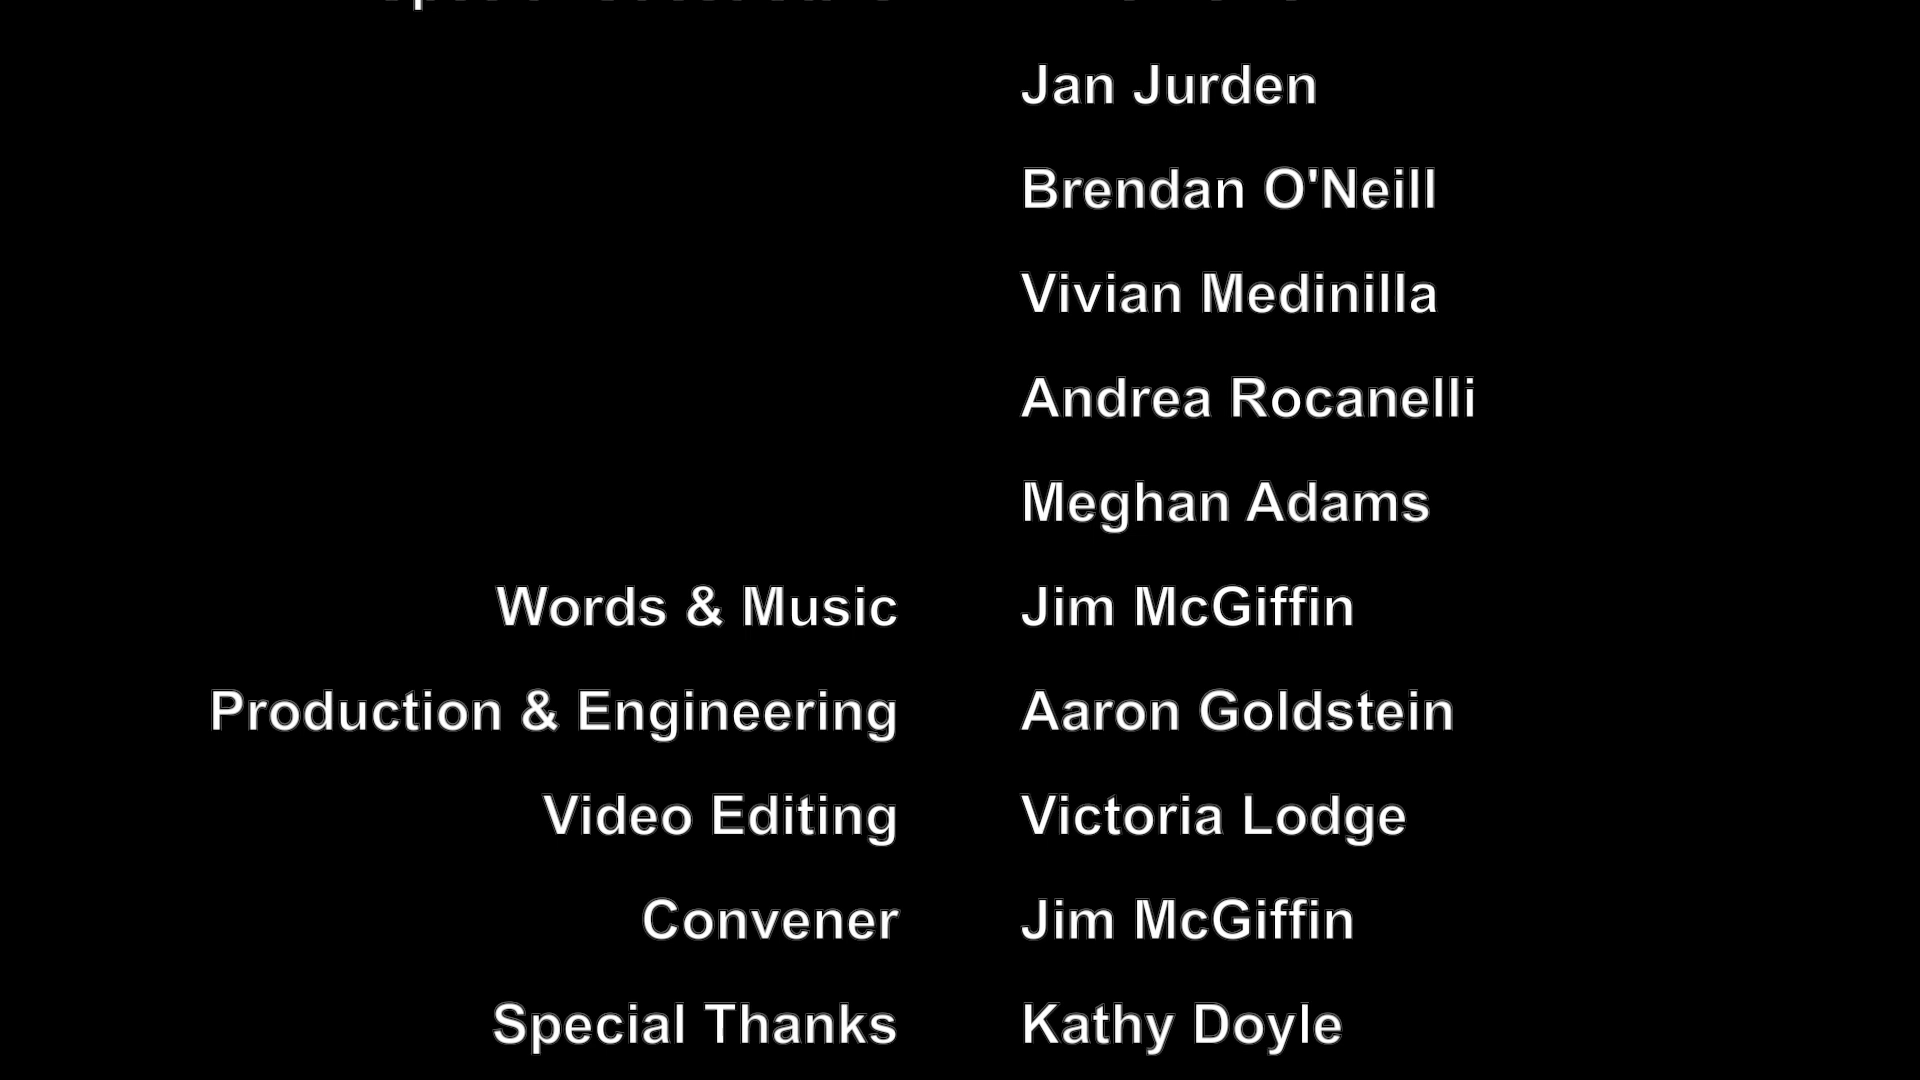 Jan Jurden
Brendan O'Neill
Vivian Medinilla
Andrea Rocanelli
Meghan Adams
Words & Music Jim McGiffin
Production & Engineering Aaron Goldstein
Video Editing Victoria Lodge
Convener Jim McGiffin
Special Thanks Kathy Doyle